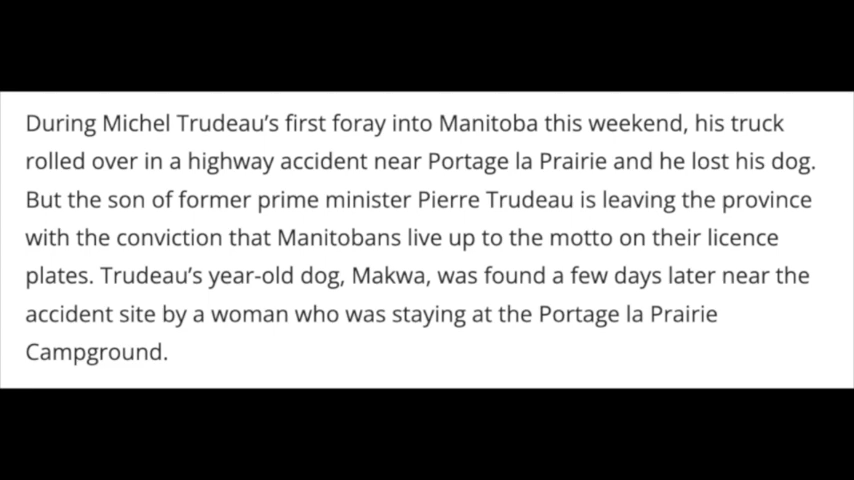 During Michel Trudeau’s first foray into Manitoba this weekend, his truck
rolled over in a highway accident near Portage la Prairie and he lost his dog.
But the son of former prime minister Pierre Trudeau is leaving the province
with the conviction that Manitobans live up to the motto on their licence
plates. Trudeau’s year-old dog, Makwa, was found a few days later near the
accident site by a woman who was staying at the Portage la Prairie
Campground.